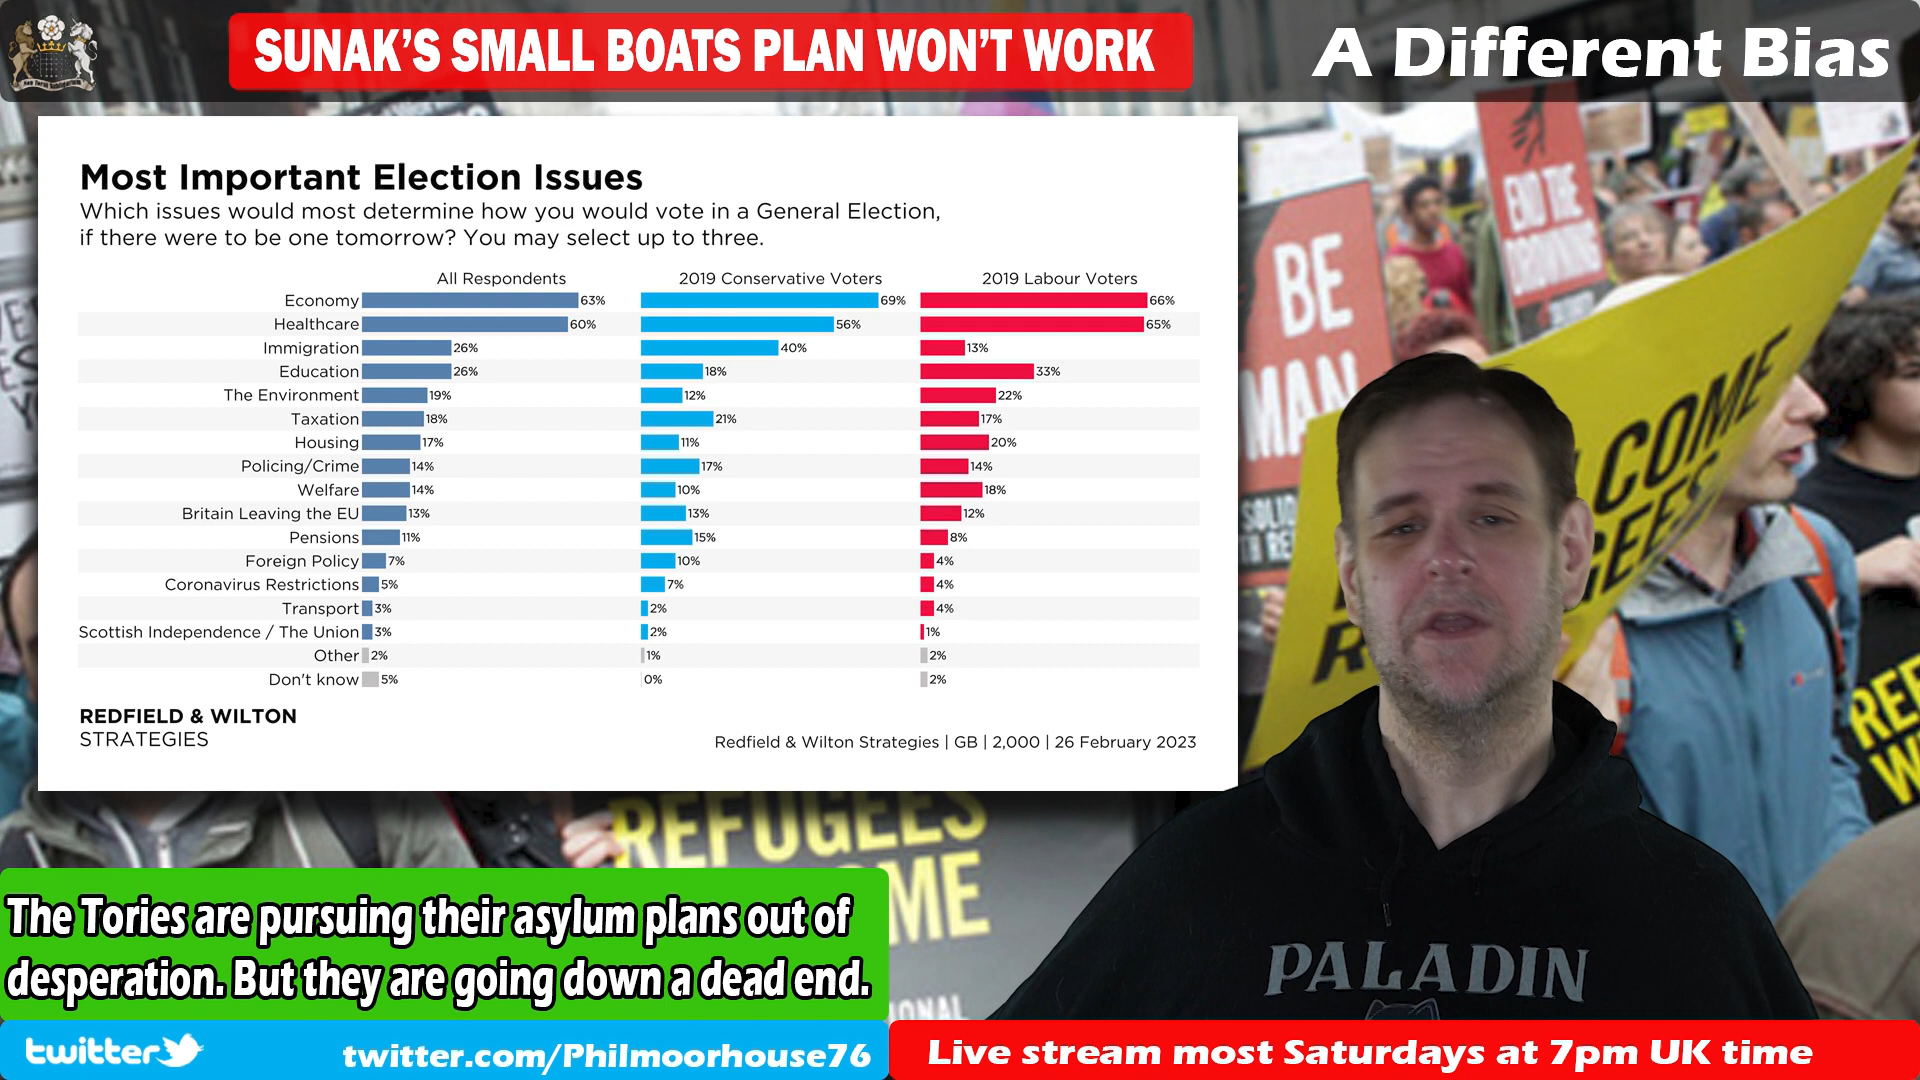 SUNAK'S SMALL BOATS PLAN WON'T WORK
A Different Bias
Most Important Election Issues
Which issues would most determine how you would vote in a General Election,
if there were to be one tomorrow? You may select up to three.
All Respondents 2019 Conservative Voters 2019 Labour Voters
Economy 63% 69% 66%
Healthcare 60% 56% 65%
Immigration 26% 40% 13%
Education 26% 18% 33%
The Environment 19% 12% 22%
Taxation 18% 21% 17%
Housing 17% 11% 20%
Policing/Crime 14% 17% 14%
Welfare 14% 10% 18%
Britain Leaving the EU 13% 13% 12%
Pensions 11% 15% 8%
Foreign Policy 7% 10% 4%
Coronavirus Restrictions 5% 7% 4%
Transport 3% 2% 4%
Scottish Independence / The Union 3% 2% 1%
Other 2% 1% 2%
Don't know 5% 0% 2%
REDFIELD & WILTON
STRATEGIES
Redfield & Wilton Strategies | GB | 2,000 | 26 February 2023
END THE
DROWNING
BE
MAN
COME
REFUGEES
ME
PALADIN
The Tories are pursuing their asylum plans out of
desperation. But they are going down a dead end.
twitter
twitter.com/Philmoorhouse76
Live stream most Saturdays at 7pm UK time